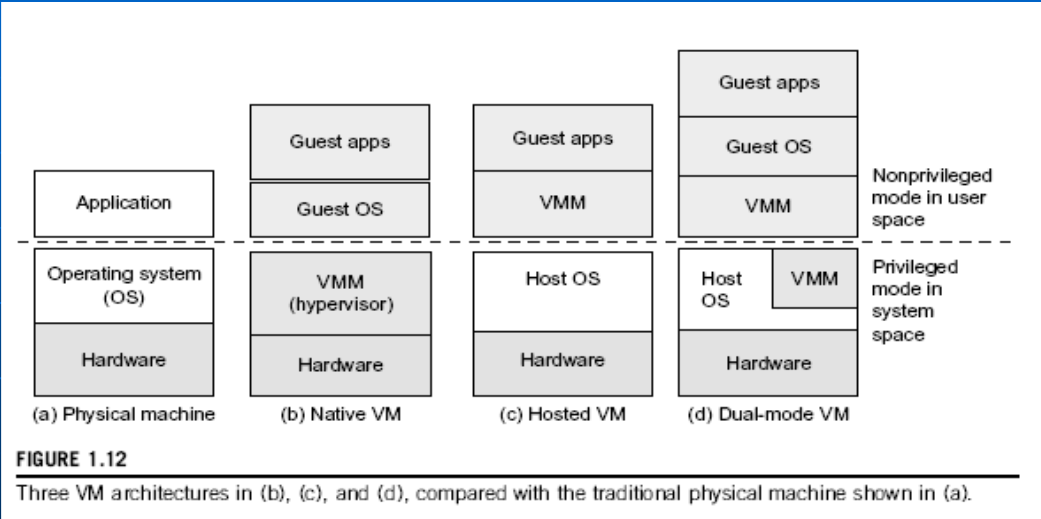 Guest apps
Guest OS
VMM
Nonprivileged
mode in user
space
Guest apps
VMM
Guest apps
Guest OS
Application
Operating system
(OS)
Hardware
VMM
(hypervisor)
Hardware
Host OS
Hardware
Host
OS
VMM
Hardware
Privileged
mode in
system
space
(a) Physical machine
(b) Native VM
(c) Hosted VM
(d) Dual-mode VM
FIGURE 1.12
Three VM architectures in (b), (c), and (d), compared with the traditional physical machine shown in (a).